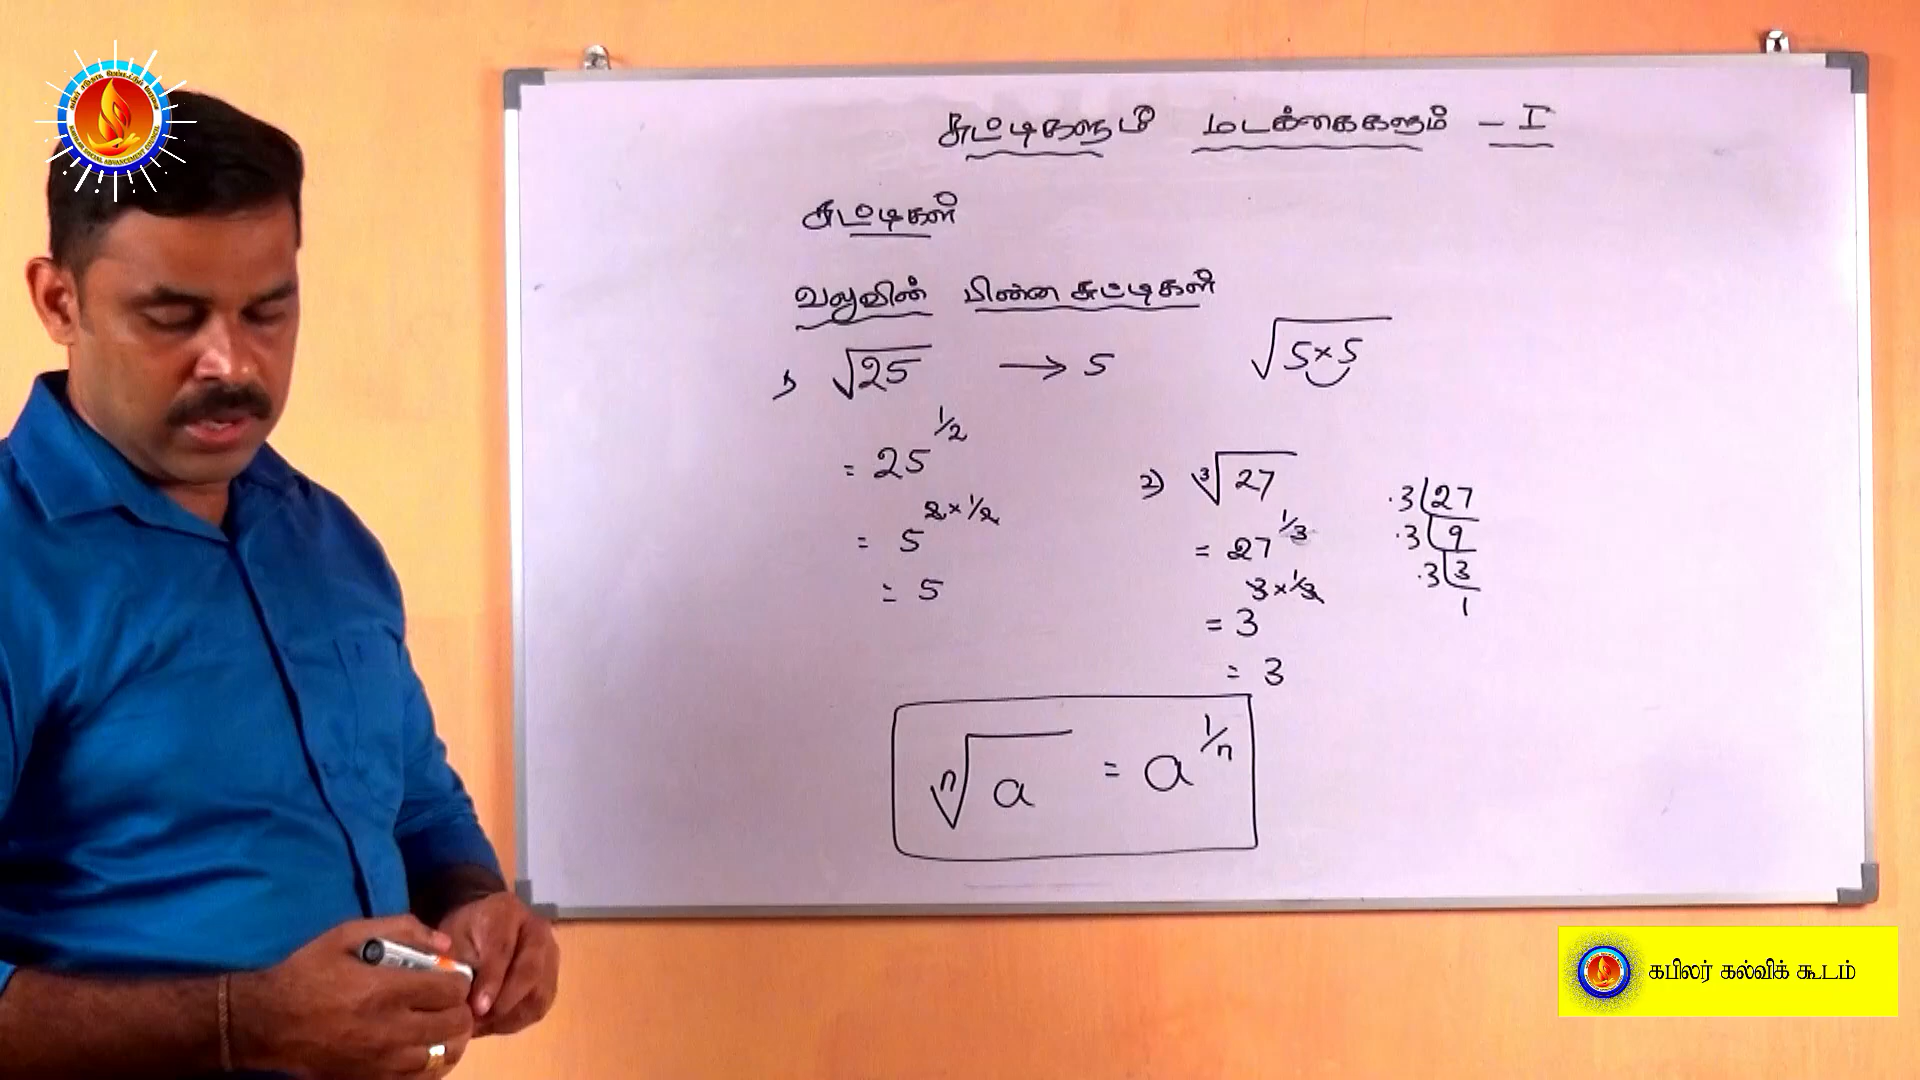 சுட்டிகளும் மடக்கைகளும் – I
சுட்டிகள்
வலுவின் பின்ன சுட்டிகள்
1) √25 → 5
√5×5
= 25^1/2
= 5^2×1/2
= 5
2) ³√27
= 27^1/3
= 3^3×1/3
= 3
3 27
3 9
3 3
1
ⁿ√a = a^1/n
கபிலர் கல்விக் கூடம்